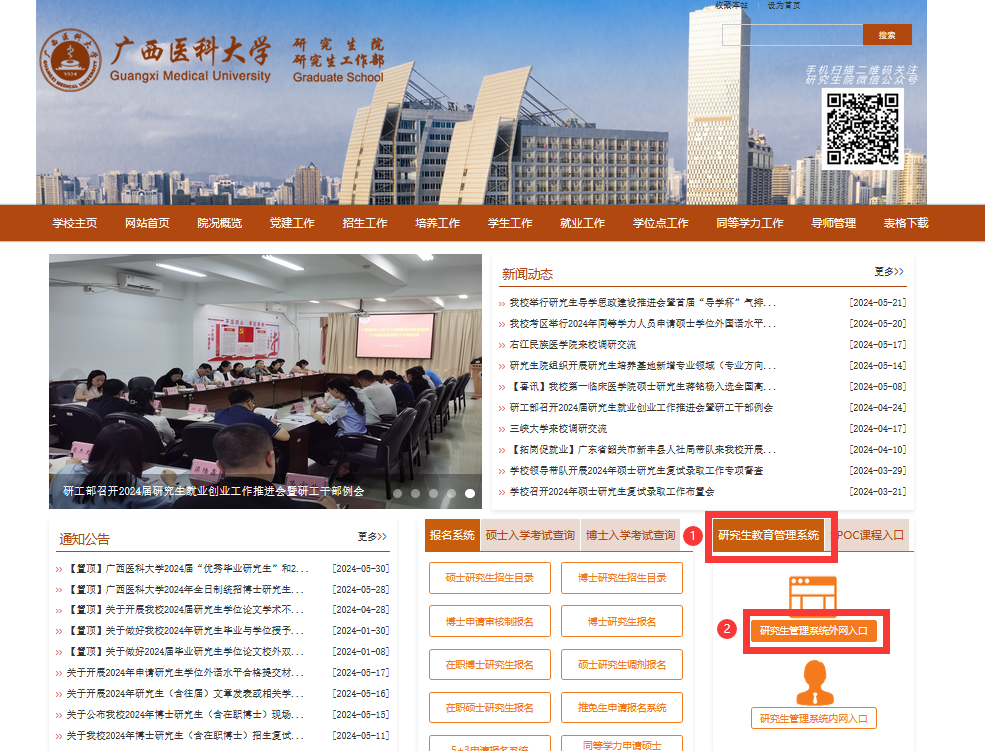 收藏本站
设为首页
搜索
广西医科大学
Guangxi Medical University
研究生院
研究生工作部
Graduate School
手机扫描二维码关注
研究生院微信公众号
学校主页 网站首页 院况概览 党建工作 招生工作 培养工作 学生工作 就业工作 学位点工作 同等学力工作 导师管理 表格下载
研工部召开2024届研究生就业创业工作推进会暨研工干部例会
新闻动态 更多>>
我校举行研究生导学思政建设推进会暨首届“导学杯”气排... [2024-05-21]
我校考区举行2024年同等学力人员申请硕士学位外国语水平... [2024-05-20]
右江民族医学院来校调研交流 [2024-05-17]
研究生院组织开展研究生培养基地新增专业领域（专业方向... [2024-05-14]
【喜讯】我校第一临床医学院硕士研究生蒋铭杨入选全国高... [2024-05-08]
研工部召开2024届研究生就业创业工作推进会暨研工干部例会 [2024-04-24]
三峡大学来校调研交流 [2024-04-17]
【拓岗促就业】广东省韶关市新丰县人社局带队来我校开展... [2024-04-10]
学校领导带队开展2024年硕士研究生复试录取工作专项督查 [2024-03-29]
学校召开2024年硕士研究生复试录取工作布置会 [2024-03-21]
通知公告 更多>>
【置顶】广西医科大学2024届“优秀毕业研究生”和2... [2024-05-30]
【置顶】广西医科大学2024年全日制统招博士研究生... [2024-05-28]
【置顶】关于开展我校2024届研究生学位论文学术不... [2024-04-28]
【置顶】关于做好我校2024年研究生毕业与学位授予... [2024-01-30]
【置顶】关于做好2024届毕业研究生学位论文校外双... [2024-01-08]
关于开展2024年申请研究生学位外语水平合格提交材... [2024-05-17]
关于开展2024年研究生（含往届）文章发表或相关学... [2024-05-16]
关于公布我校2024年博士研究生（含在职博士）现场... [2024-05-15]
关于我校2024年博士研究生（含在职博士）招生复试... [2024-05-11]
报名系统 硕士入学考试查询 博士入学考试查询
硕士研究生招生目录 博士研究生招生目录
博士申请审核制报名 博士研究生报名
在职博士研究生报名 硕士研究生调剂报名
在职硕士研究生报名 推免生申请报名系统
5+3申请报名系统 同等学力申请硕士
1
研究生教育管理系统 POC课程入口
2
研究生管理系统外网入口
研究生管理系统内网入口